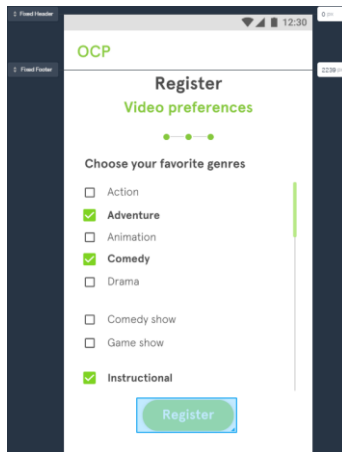 Fixed Header
0 px
12:30
OCP
Fixed Footer
2239
Register
Video preferences
Choose your favorite genres
Action
Adventure
Animation
Comedy
Drama
Comedy show
Game show
Instructional
Register